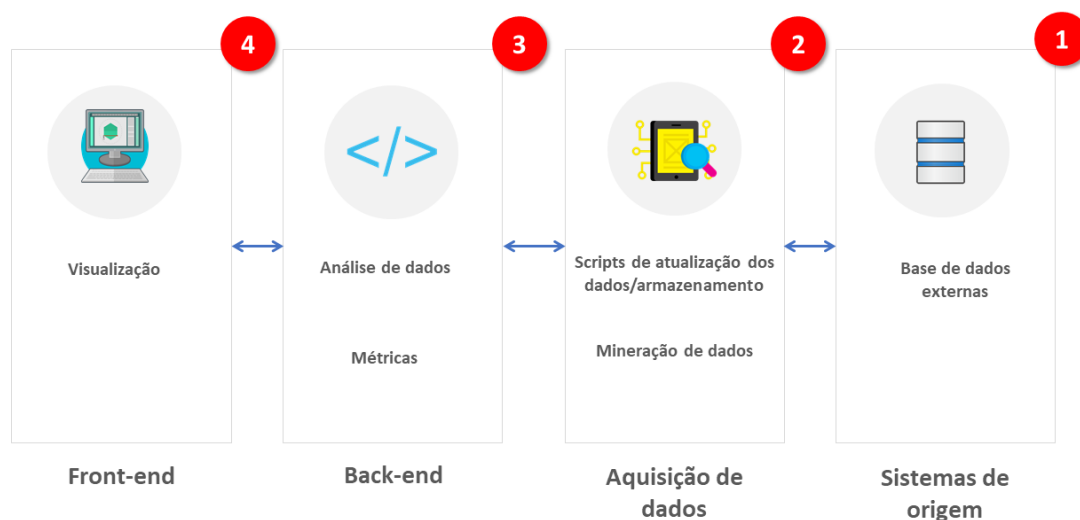 4
3
2
1
</>
Visualização
Análise de dados
Métricas
Scripts de atualização dos
dados/armazenamento
Mineração de dados
Base de dados
externas
Front-end
Back-end
Aquisição de
dados
Sistemas de
origem